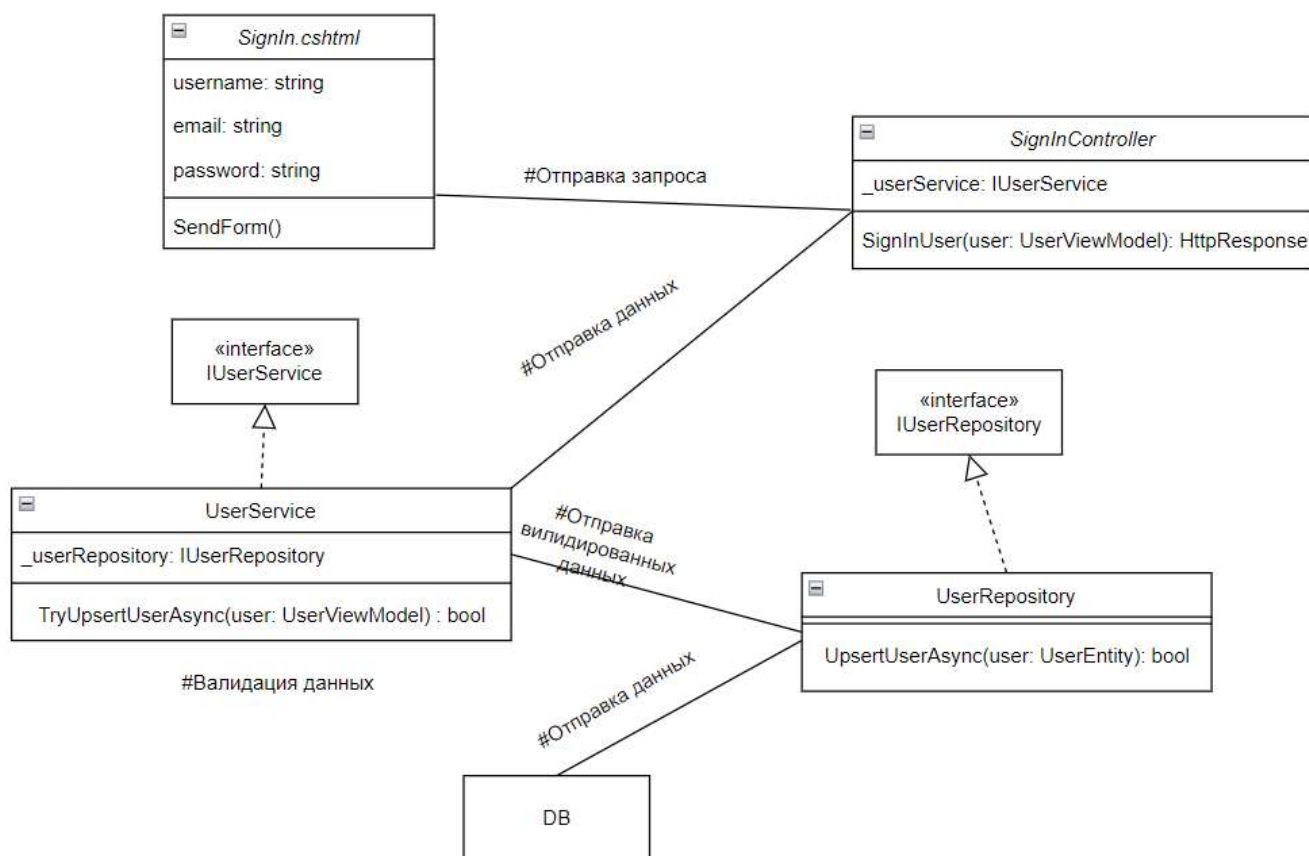 SignIn.cshtml
username: string
email: string
password: string
SendForm()
#Отправка запроса
SignInController
_userService: IUserService
SignInUser(user: UserViewModel): HttpResponse
#Отправка данных
«interface»
IUserService
«interface»
IUserRepository
UserService
_userRepository: IUserRepository
TryUpsertUserAsync(user: UserViewModel) : bool
#Валидация данных
#Отправка
вилидированных
данных
UserRepository
UpsertUserAsync(user: UserEntity): bool
#Отправка данных
DB